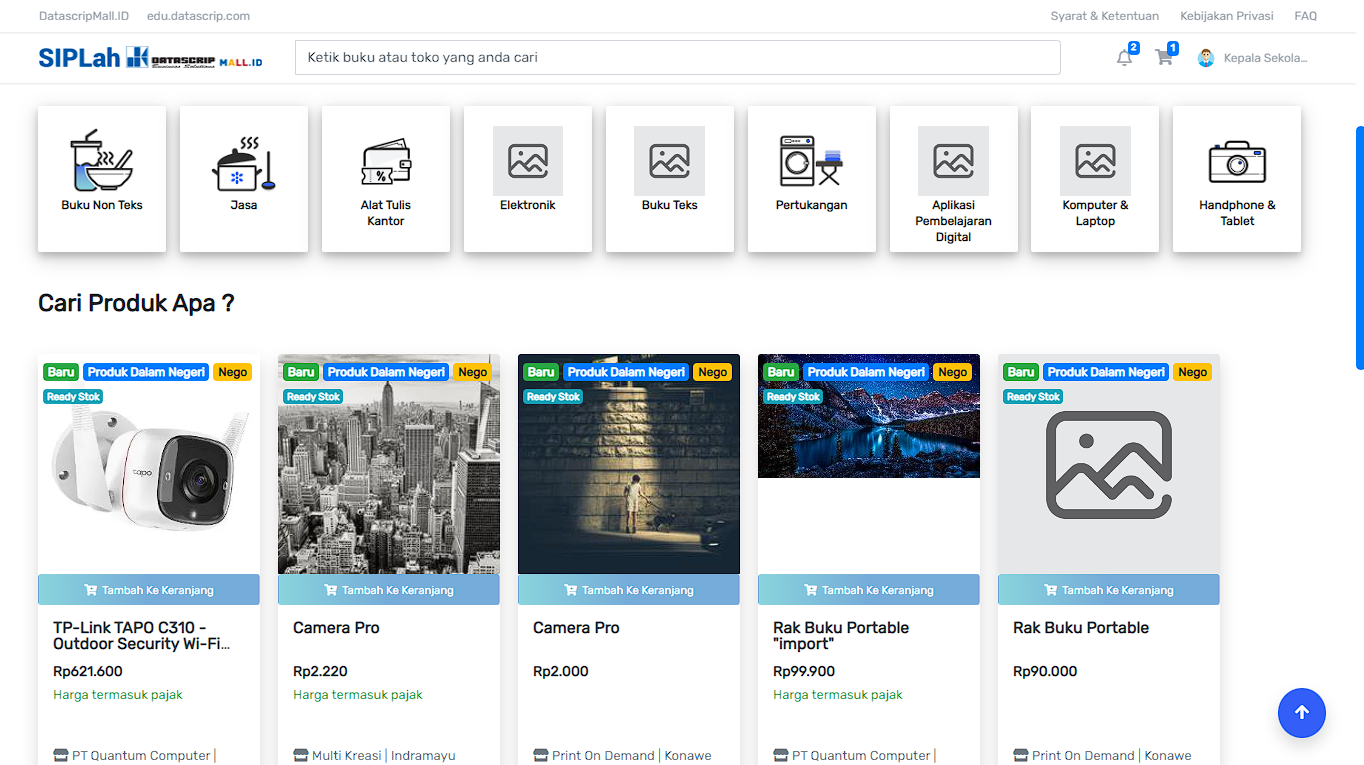 DatascripMall.ID edu.datascrip.com Syarat & Ketentuan Kebijakan Privasi FAQ
SIPLah DATASCRIP MALL.ID
Business Solutions
Ketik buku atau toko yang anda cari
2 1 Kepala Sekola...
Buku Non Teks
Jasa
Alat Tulis
Kantor
Elektronik
Buku Teks
Pertukangan
Aplikasi
Pembelajaran
Digital
Komputer &
Laptop
Handphone &
Tablet
Cari Produk Apa ?
Baru Produk Dalam Negeri Nego
Ready Stok
tapo
Tambah Ke Keranjang
TP-Link TAPO C310 -
Outdoor Security Wi-Fi...
Rp621.600
Harga termasuk pajak
PT Quantum Computer |
Baru Produk Dalam Negeri Nego
Ready Stok
Tambah Ke Keranjang
Camera Pro
Rp2.220
Harga termasuk pajak
Multi Kreasi | Indramayu
Baru Produk Dalam Negeri Nego
Ready Stok
Tambah Ke Keranjang
Camera Pro
Rp2.000
Print On Demand | Konawe
Baru Produk Dalam Negeri Nego
Ready Stok
Tambah Ke Keranjang
Rak Buku Portable
"import"
Rp99.900
Harga termasuk pajak
PT Quantum Computer |
Baru Produk Dalam Negeri Nego
Ready Stok
Tambah Ke Keranjang
Rak Buku Portable
Rp90.000
Print On Demand | Konawe